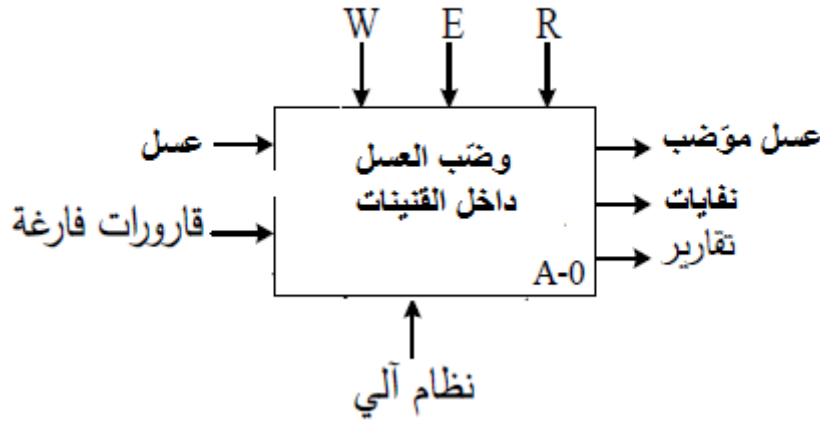 W E R
عسل
قارورات فارغة
وضّب العسل
داخل القنينات
A-0
عسل موّضب
نفايات
تقارير
نظام آلي